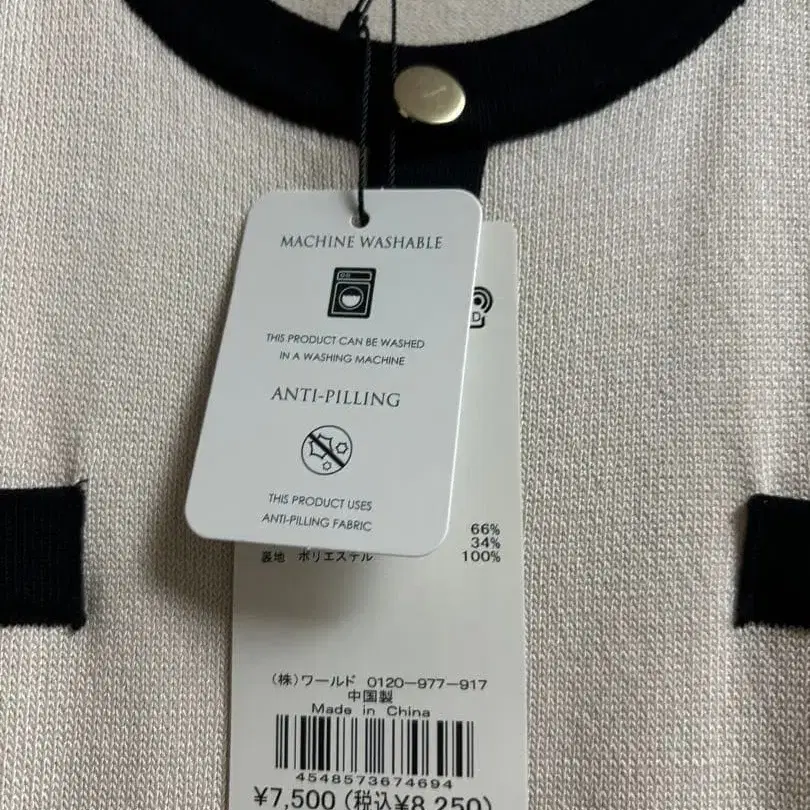 MACHINE WASHABLE
THIS PRODUCT CAN BE WASHED
IN A WASHING MACHINE
ANTI-PILLING
THIS PRODUCT USES
ANTI-PILLING FABRIC
66%
34%
裏地 ポリエステル 100%
(株)ワールド 0120-977-917
中国製
Made in China
4548573674694
¥7,500(税込¥8,250)